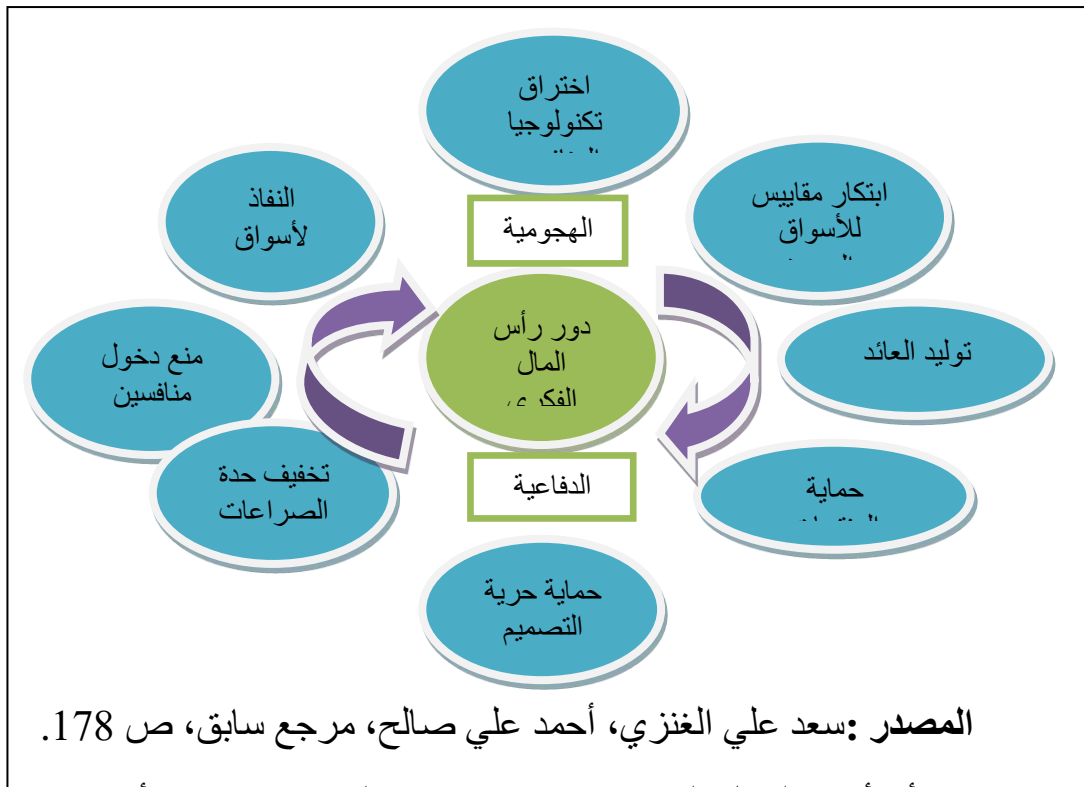 اختراق
تكنولوجيا
ابتكار مقاييس
للأسواق
النفاذ
لأسواق
الهجومية
دور رأس
المال
الفكري
توليد العائد
منع دخول
منافسين
تخفيف حدة
الصراعات
الدفاعية
حماية
حماية حرية
التصميم
المصدر :سعد علي الغنزي، أحمد علي صالح، مرجع سابق، ص 178.